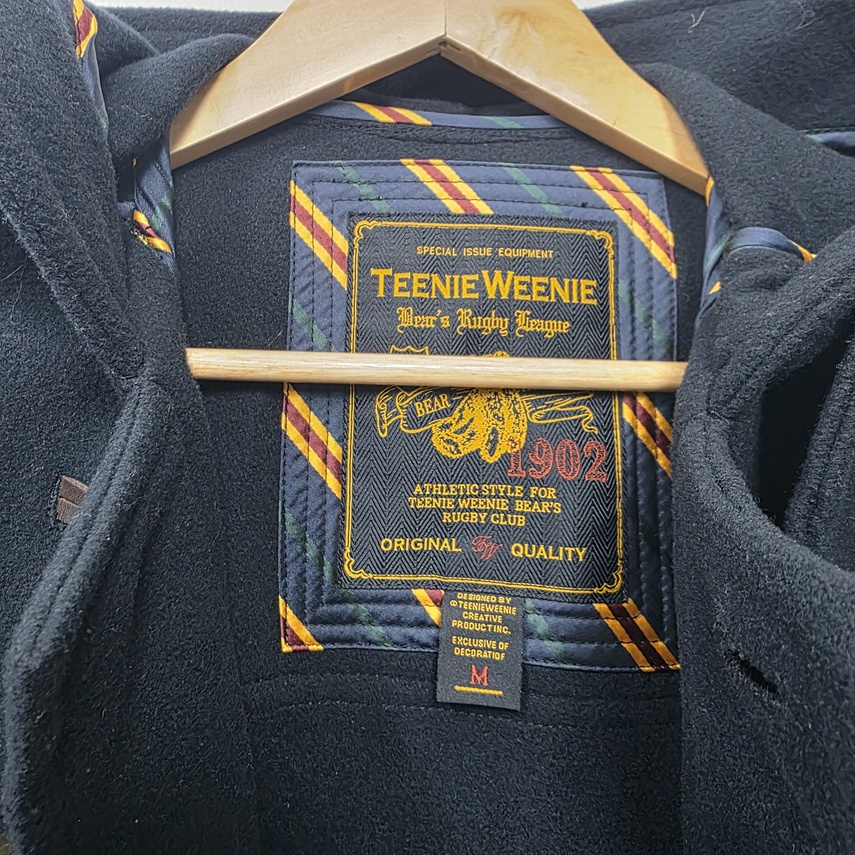 SPECIAL ISSUE EQUIPMENT
TEENIE WEENIE
Bear's Rugby League
BEAR
1902
ATHLETIC STYLE FOR
TEENIE WEENIE BEAR'S
RUGBY CLUB
ORIGINAL TW QUALITY
DESIGNED BY
©TEENIEWEENIE
CREATIVE
PRODUCT INC.
EXCLUSIVE OF
DECORATIOF
M